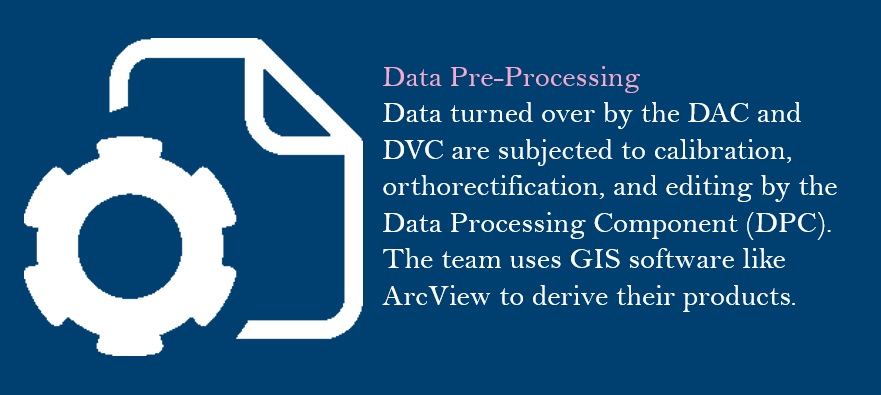 Data Pre-Processing
Data turned over by the DAC and
DVC are subjected to calibration,
orthorectification, and editing by the
Data Processing Component (DPC).
The team uses GIS software like
ArcView to derive their products.